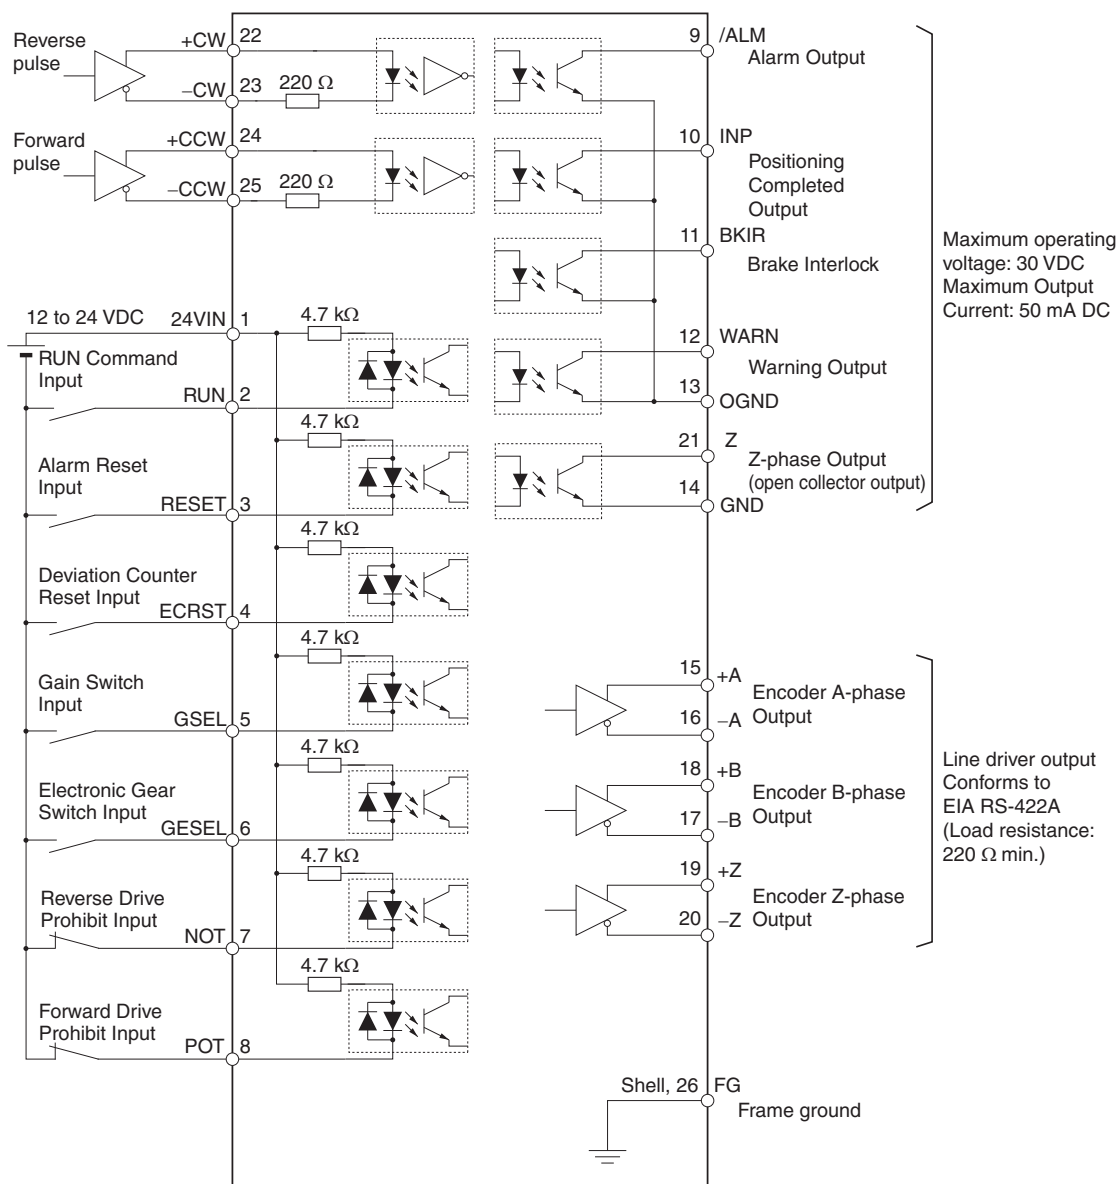 Reverse
pulse
+CW 22
−CW 23
220 Ω
Forward
pulse
+CCW 24
−CCW 25
220 Ω
12 to 24 VDC
24VIN 1
4.7 kΩ
RUN Command
Input
RUN 2
4.7 kΩ
Alarm Reset
Input
RESET 3
4.7 kΩ
Deviation Counter
Reset Input
ECRST 4
4.7 kΩ
Gain Switch
Input
GSEL 5
4.7 kΩ
Electronic Gear
Switch Input
GESEL 6
4.7 kΩ
Reverse Drive
Prohibit Input
NOT 7
4.7 kΩ
Forward Drive
Prohibit Input
POT 8
9 /ALM
Alarm Output
10 INP
Positioning
Completed
Output
11 BKIR
Brake Interlock
12 WARN
Warning Output
13 OGND
21 Z
Z-phase Output
(open collector output)
14 GND
Maximum operating
voltage: 30 VDC
Maximum Output
Current: 50 mA DC
15 +A
Encoder A-phase
Output
16 −A
18 +B
Encoder B-phase
Output
17 −B
19 +Z
Encoder Z-phase
Output
20 −Z
Line driver output
Conforms to
EIA RS-422A
(Load resistance:
220 Ω min.)
Shell, 26 FG
Frame ground